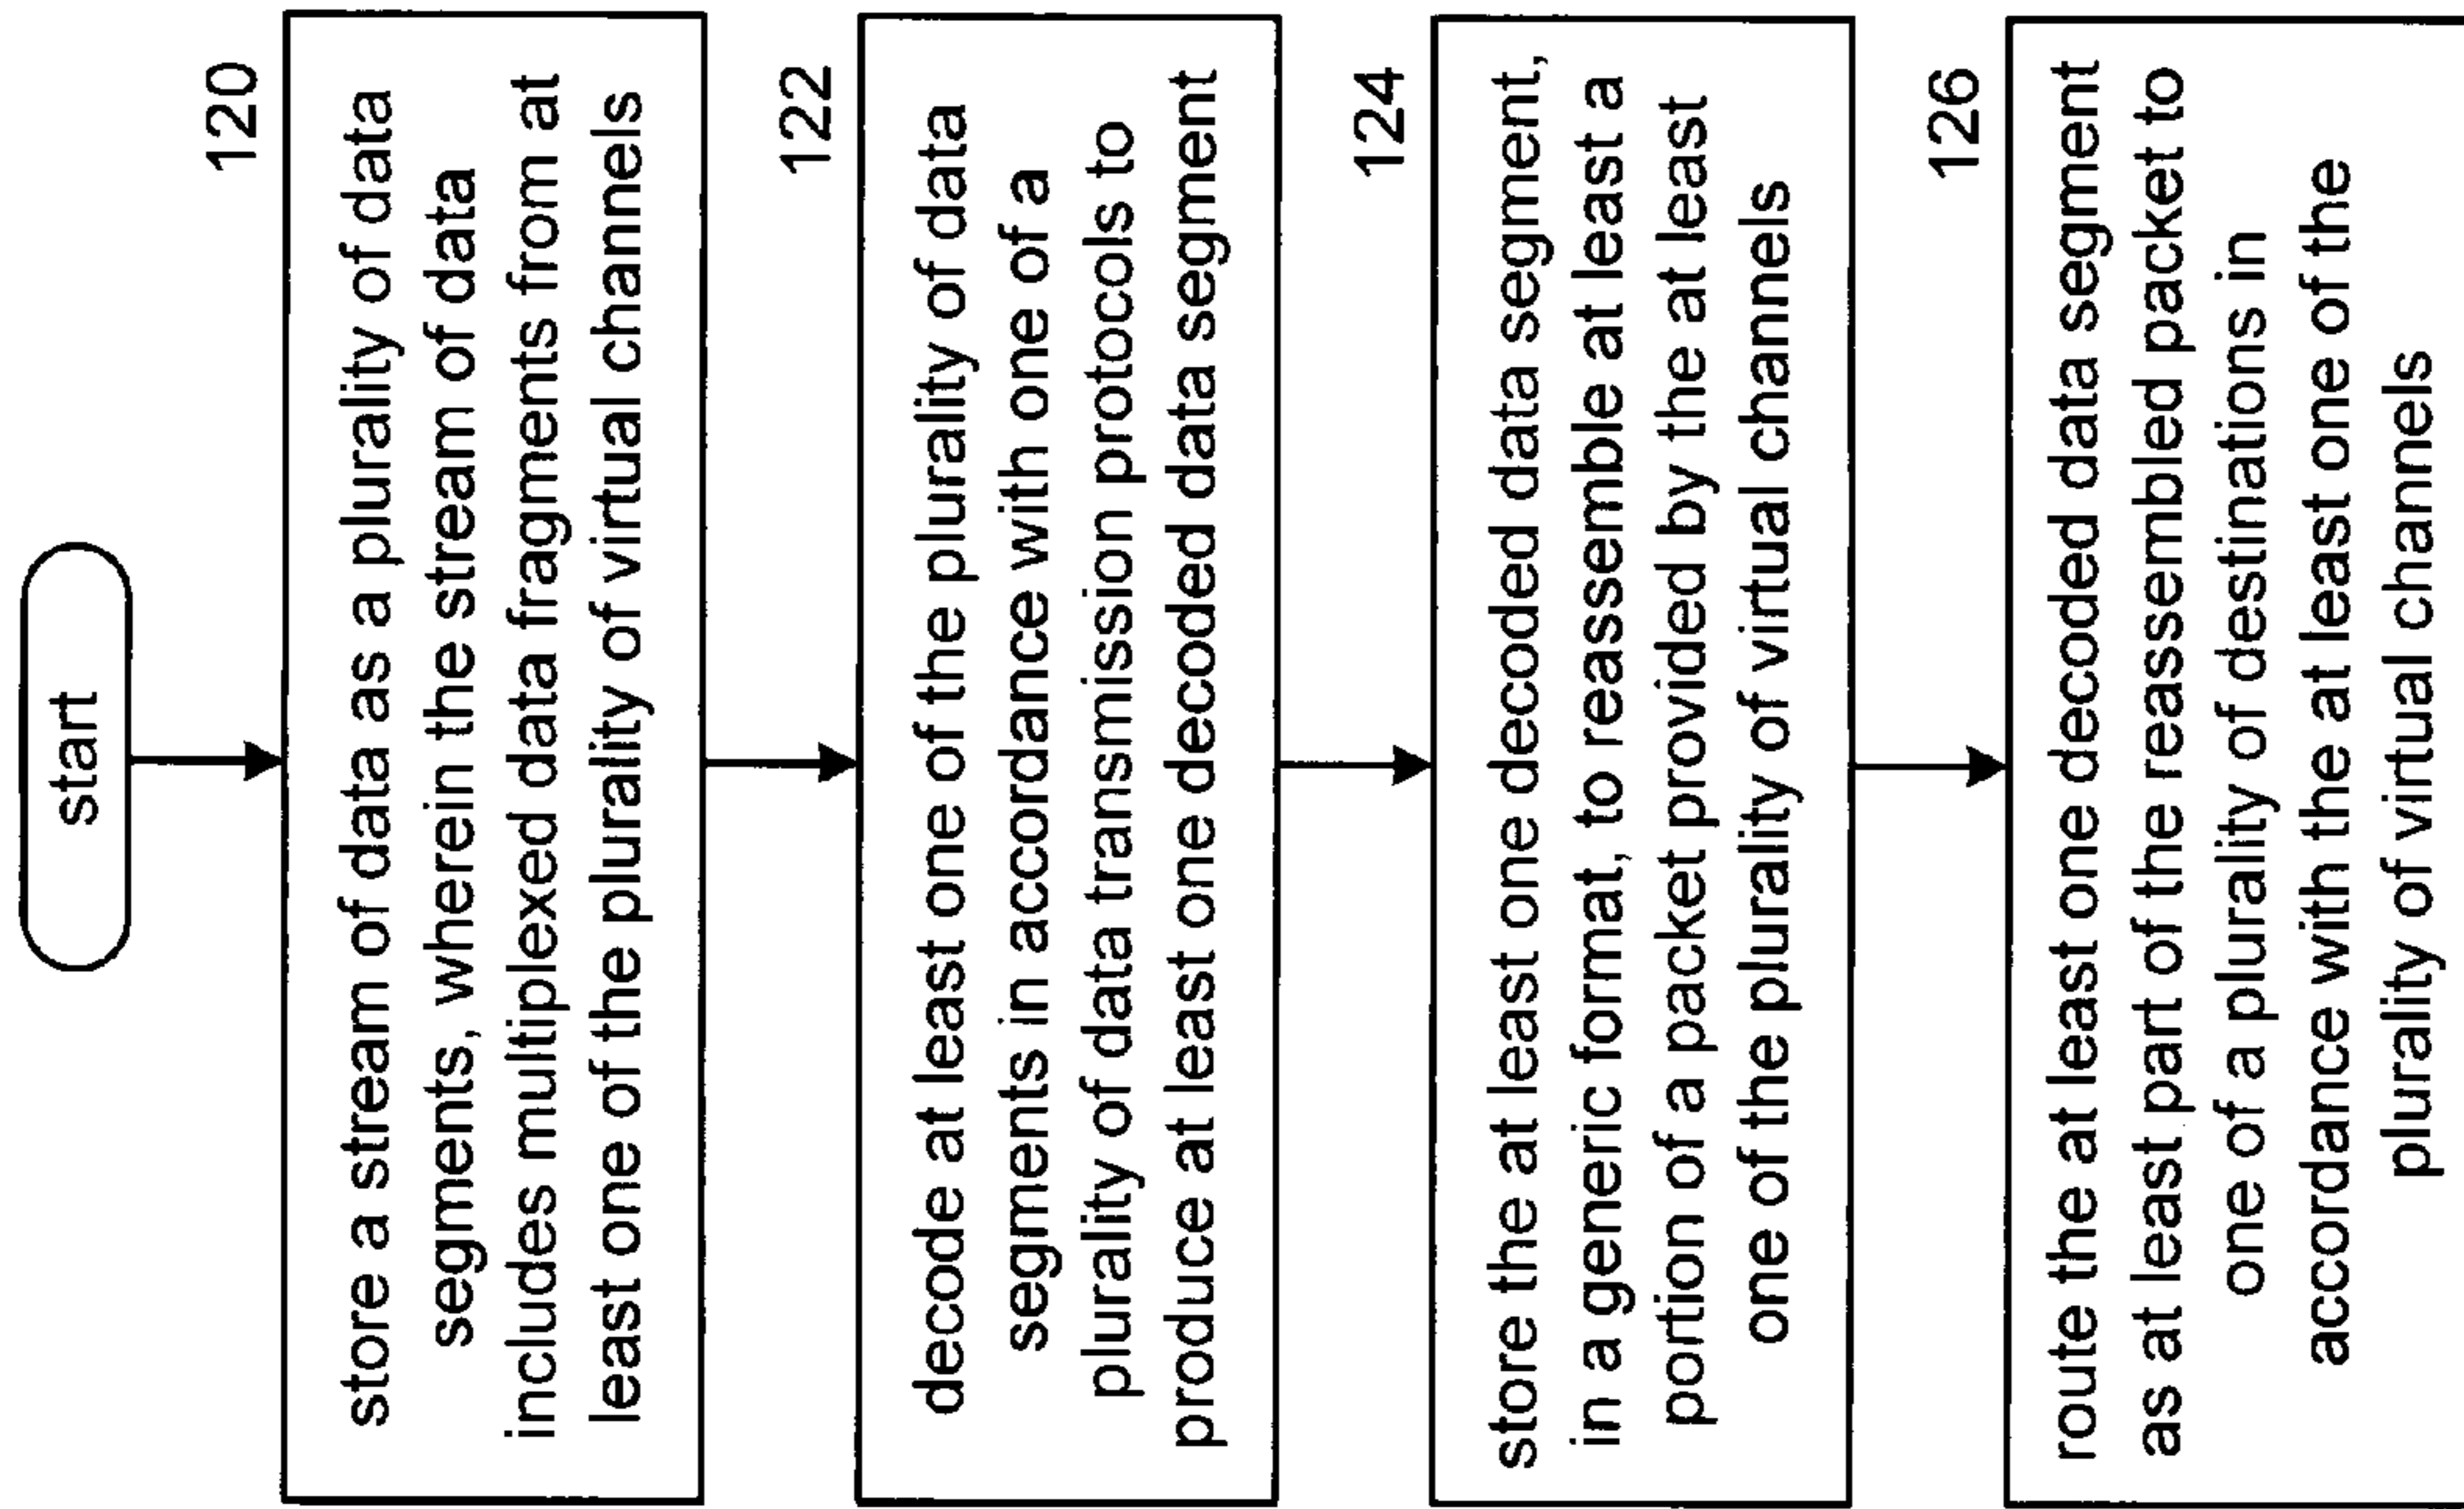 start
120
store a stream of data as a plurality of data
segments, wherein the stream of data
includes multiplexed data fragments from at
least one of the plurality of virtual channels
122
decode at least one of the plurality of data
segments in accordance with one of a
plurality of data transmission protocols to
produce at least one decoded data segment
124
store the at least one decoded data segment,
in a generic format, to reassemble at least a
portion of a packet provided by the at least
one of the plurality of virtual channels
126
route the at least one decoded data segment
as at least part of the reassembled packet to
one of a plurality of destinations in
accordance with the at least one of the
plurality of virtual channels